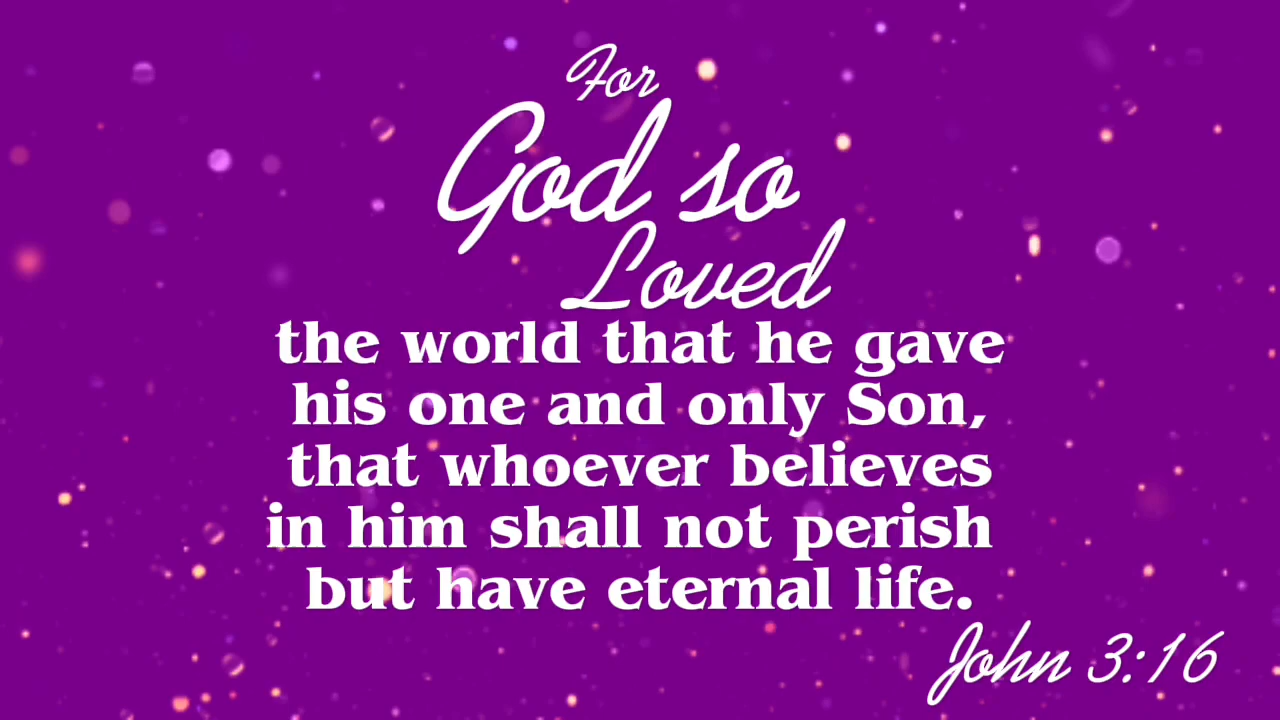 For
God so
Loved
the world that he gave
his one and only Son,
that whoever believes
in him shall not perish
but have eternal life.
John 3:16